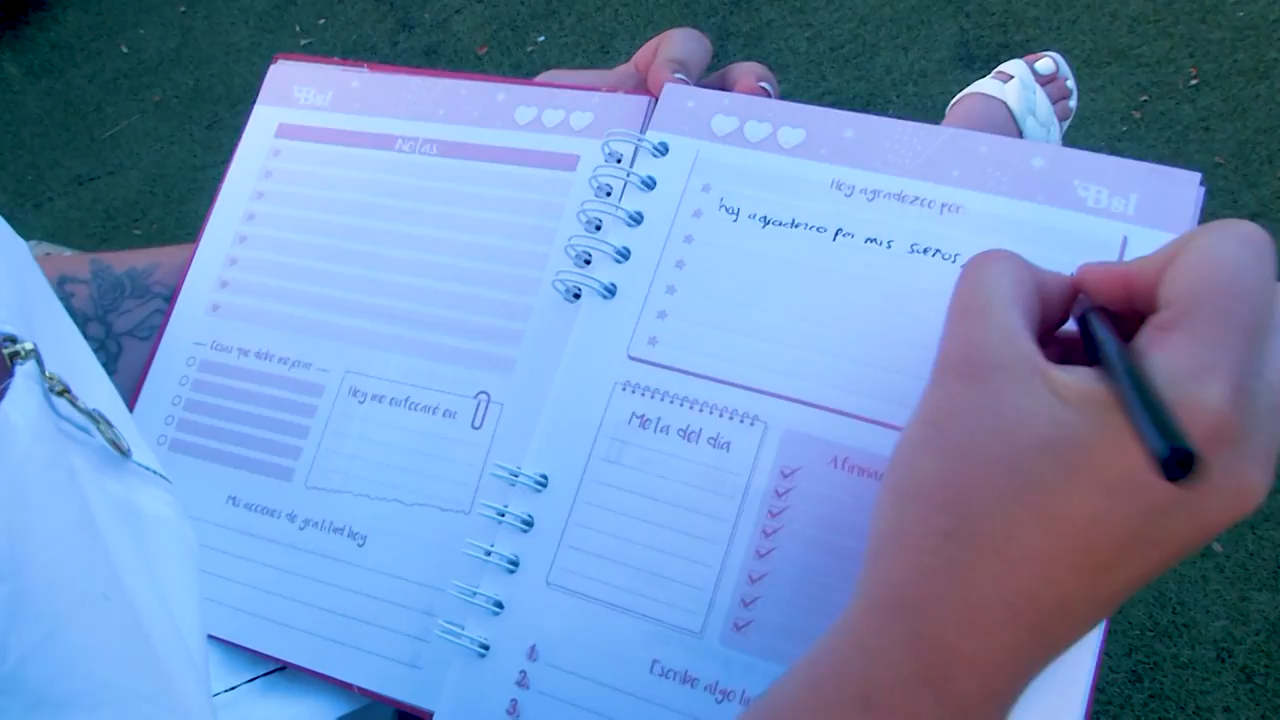 Bsl
Notas
Cosas que debo mejorar
Hoy me enfocaré en:
Mis acciones de gratitud hoy
Bsl
Hoy agradezco por
hoy agradezco por mis sueños,
Meta del día
Escribo algo
1.
2.
3.